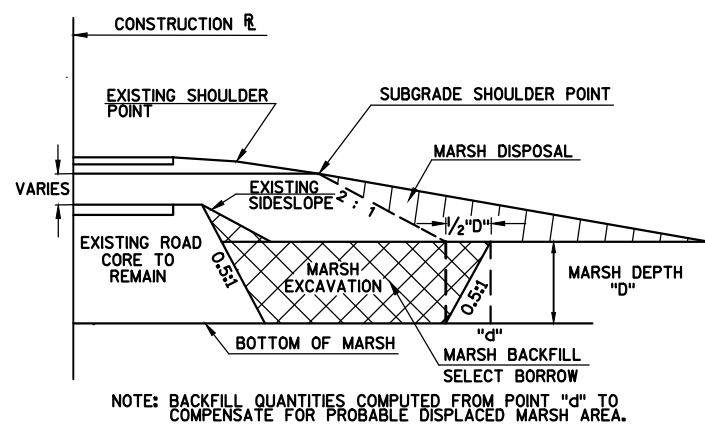 CONSTRUCTION RL
EXISTING SHOULDER
POINT
SUBGRADE SHOULDER POINT
MARSH DISPOSAL
VARIES
EXISTING
SIDESLOPE
2 : 1
1/2"D"
EXISTING ROAD
CORE TO
REMAIN
0.5:1
MARSH
EXCAVATION
0.5:1
MARSH DEPTH
"D"
"d"
BOTTOM OF MARSH
MARSH BACKFILL
SELECT BORROW
NOTE: BACKFILL QUANTITIES COMPUTED FROM POINT "d" TO
COMPENSATE FOR PROBABLE DISPLACED MARSH AREA.